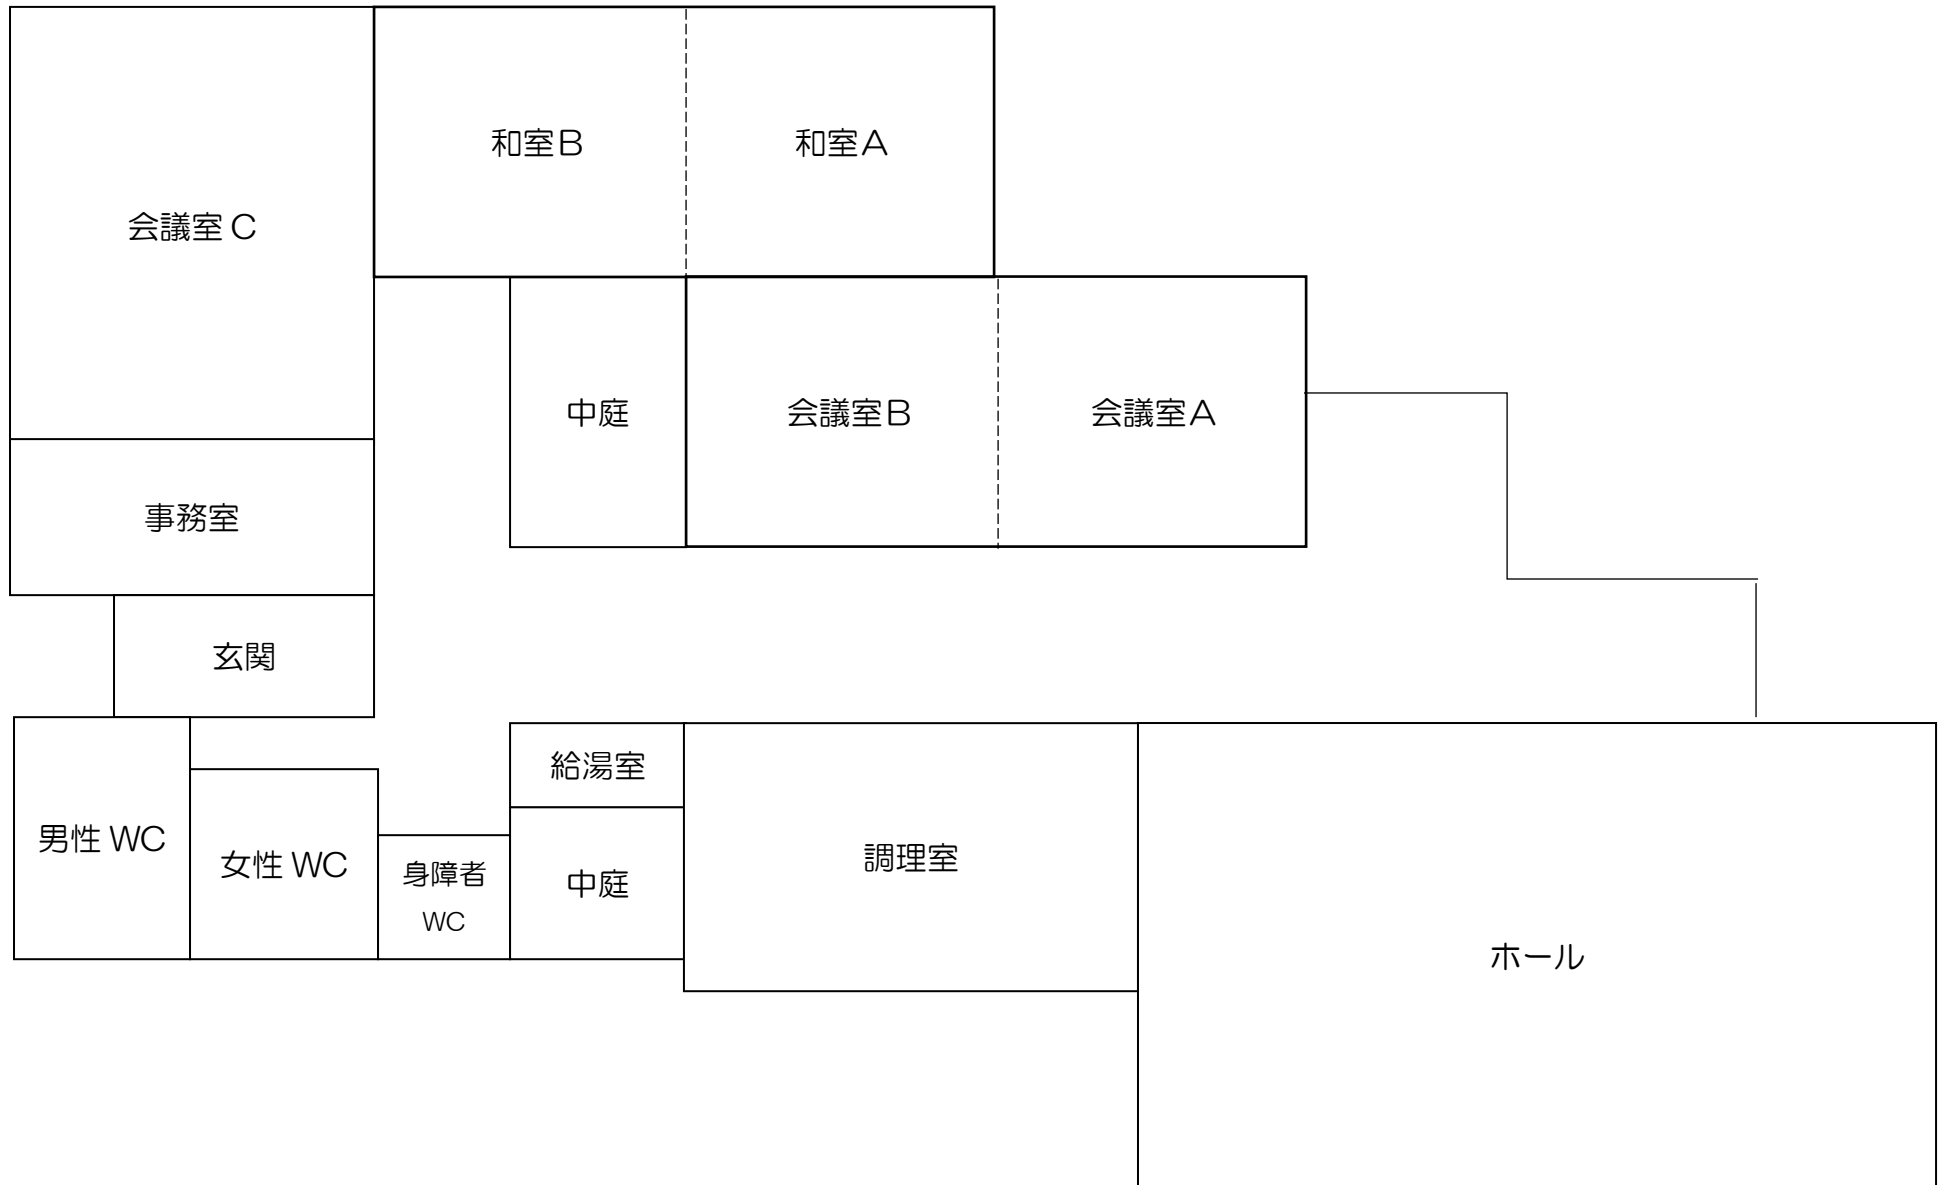 和室B
和室A
会議室 C
中庭
会議室B
会議室A
事務室
玄関
給湯室
男性 WC
女性 WC
身障者
WC
中庭
調理室
ホール